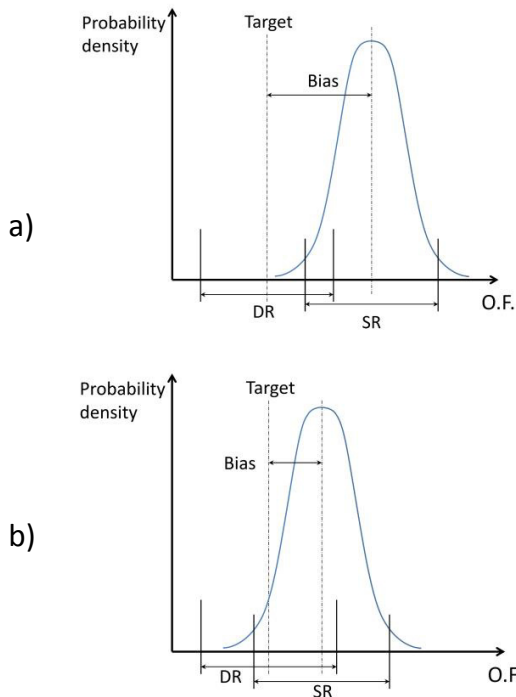 Probability
density
Target
Bias
a)
DR
SR
O.F.
Probability
density
Target
Bias
b)
DR
SR
O.F